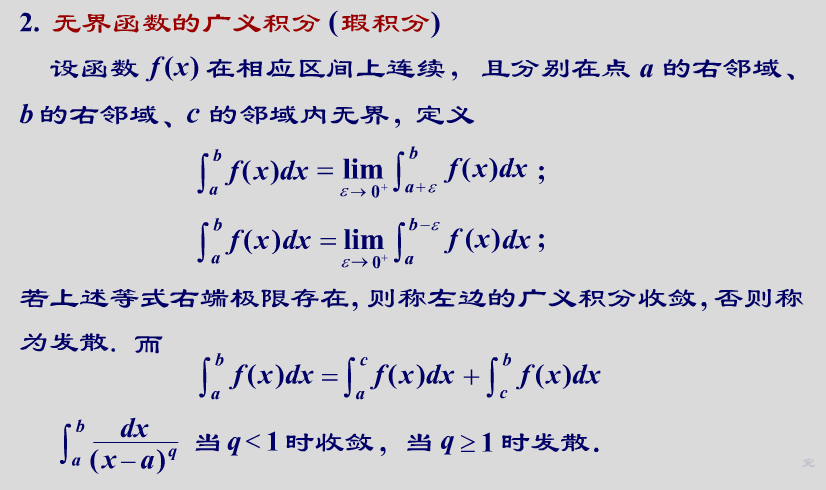 2. 无界函数的广义积分 (瑕积分)
设函数 f(x) 在相应区间上连续，且分别在点 a 的右邻域、
b 的右邻域、c 的邻域内无界，定义
∫_a^b f(x)dx = lim_{ε→0⁺} ∫_{a+ε}^b f(x)dx ;
∫_a^b f(x)dx = lim_{ε→0⁺} ∫_a^{b−ε} f(x)dx ;
若上述等式右端极限存在, 则称左边的广义积分收敛, 否则称
为发散. 而
∫_a^b f(x)dx = ∫_a^c f(x)dx + ∫_c^b f(x)dx
∫_a^b dx/(x−a)^q 当 q < 1 时收敛，当 q ≥ 1 时发散.
完